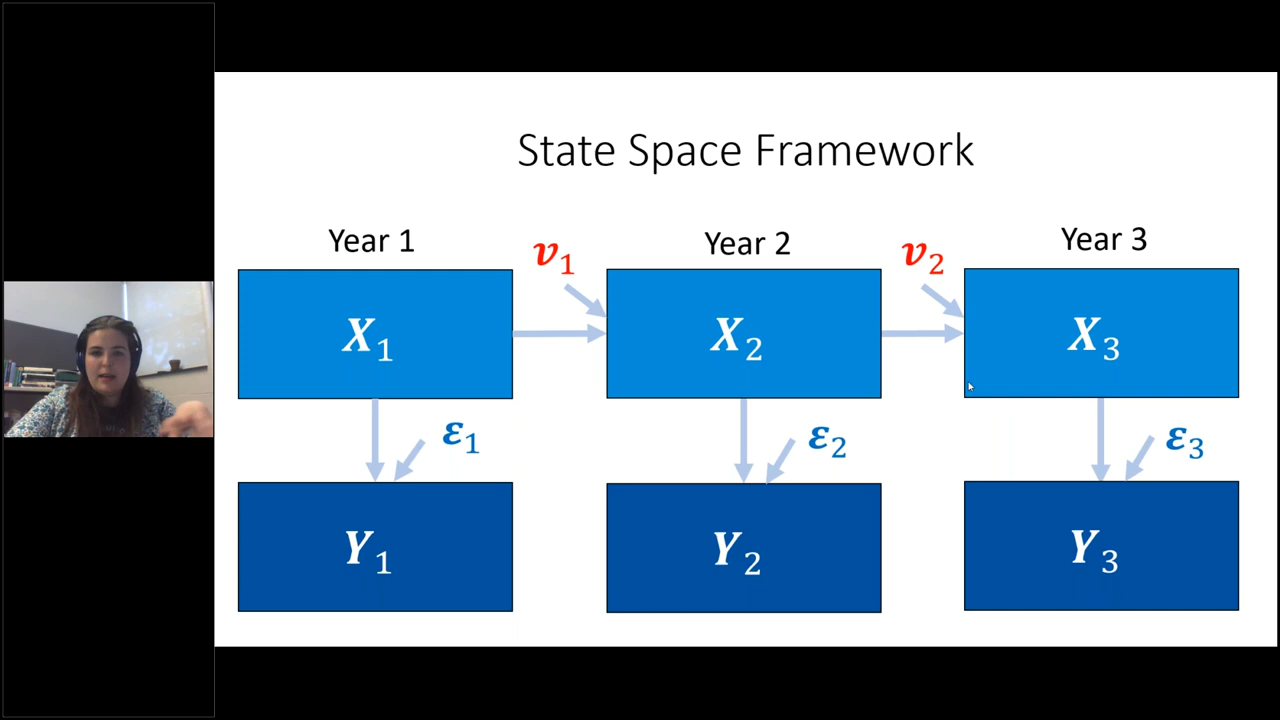 State Space Framework
Year 1
Year 2
Year 3
v₁
v₂
X₁
X₂
X₃
ε₁
ε₂
ε₃
Y₁
Y₂
Y₃